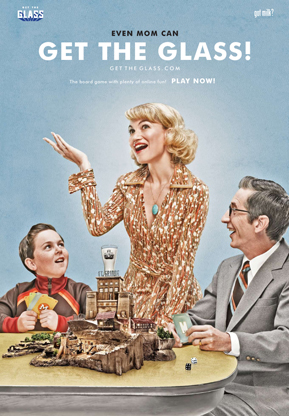 GET THE
GLASS
got milk?
EVEN MOM CAN
GET THE GLASS!
GETTHEGLASS.COM
The board game with plenty of online fun! PLAY NOW!